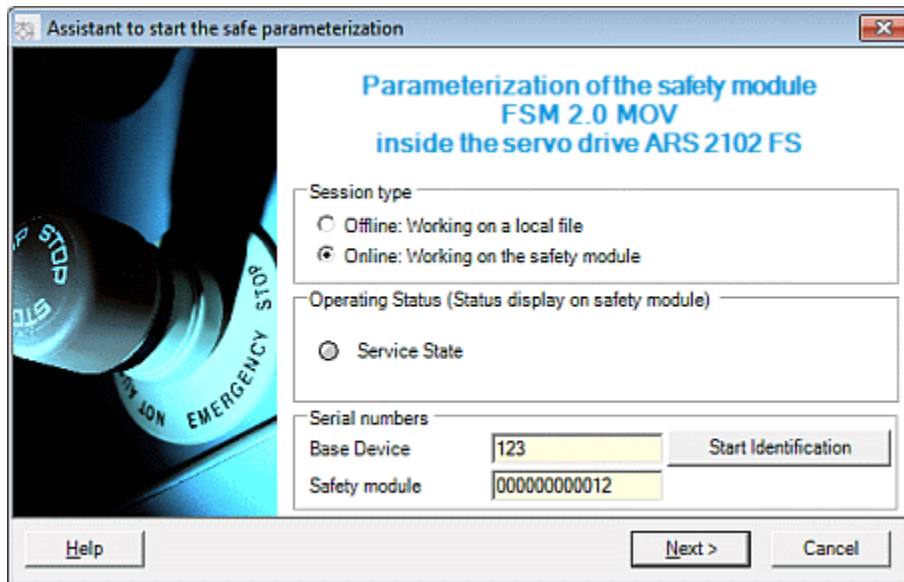 Assistant to start the safe parameterization
Parameterization of the safety module
FSM 2.0 MOV
inside the servo drive ARS 2102 FS
Session type
Offline: Working on a local file
Online: Working on the safety module
Operating Status (Status display on safety module)
Service State
Serial numbers
Base Device 123 Start Identification
Safety module 000000000012
STOP
STOP
EMERGENCY STOP
NOT
Help Next > Cancel